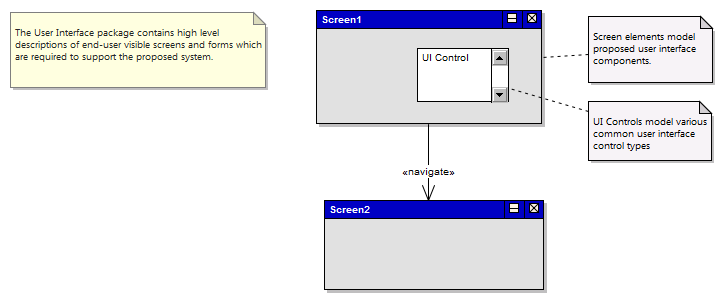 The User Interface package contains high level
descriptions of end-user visible screens and forms which
are required to support the proposed system.
Screen1
UI Control
Screen elements model
proposed user interface
components.
UI Controls model various
common user interface
control types
«navigate»
Screen2